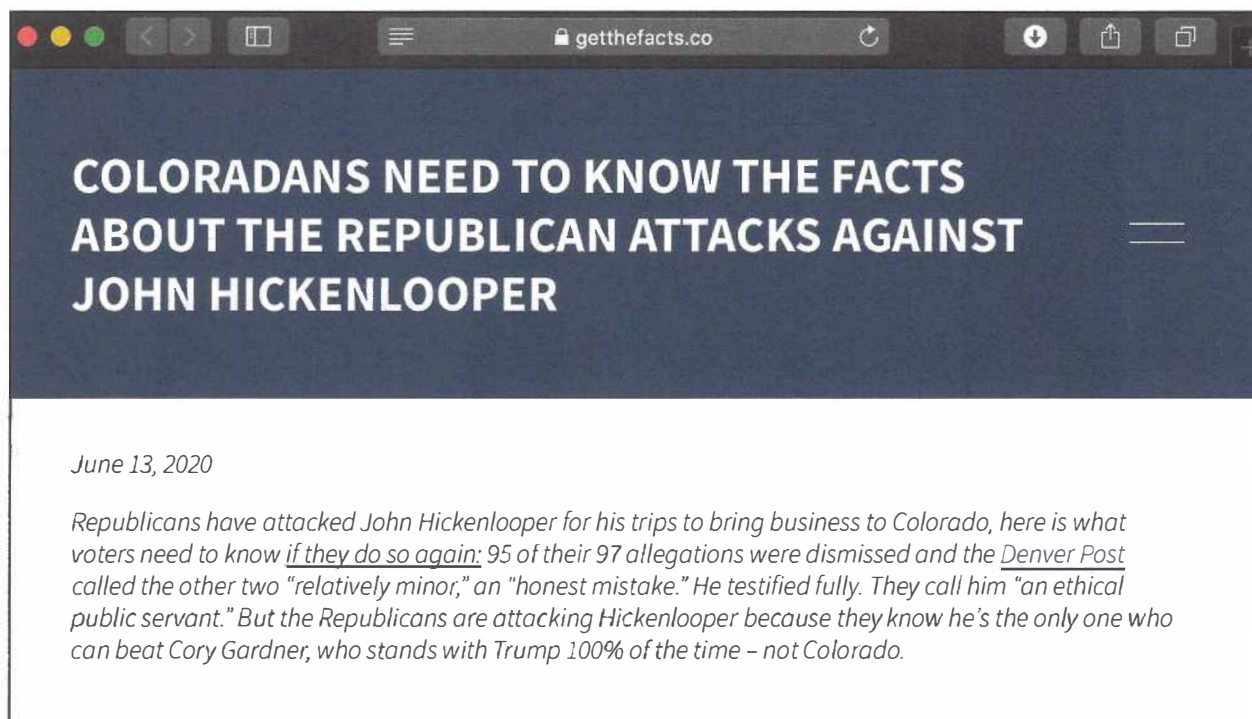 getthefacts.co
COLORADANS NEED TO KNOW THE FACTS
ABOUT THE REPUBLICAN ATTACKS AGAINST
JOHN HICKENLOOPER
June 13, 2020
Republicans have attacked John Hickenlooper for his trips to bring business to Colorado, here is what
voters need to know if they do so again: 95 of their 97 allegations were dismissed and the Denver Post
called the other two “relatively minor,” an "honest mistake.” He testified fully. They call him “an ethical
public servant.” But the Republicans are attacking Hickenlooper because they know he’s the only one who
can beat Cory Gardner, who stands with Trump 100% of the time – not Colorado.